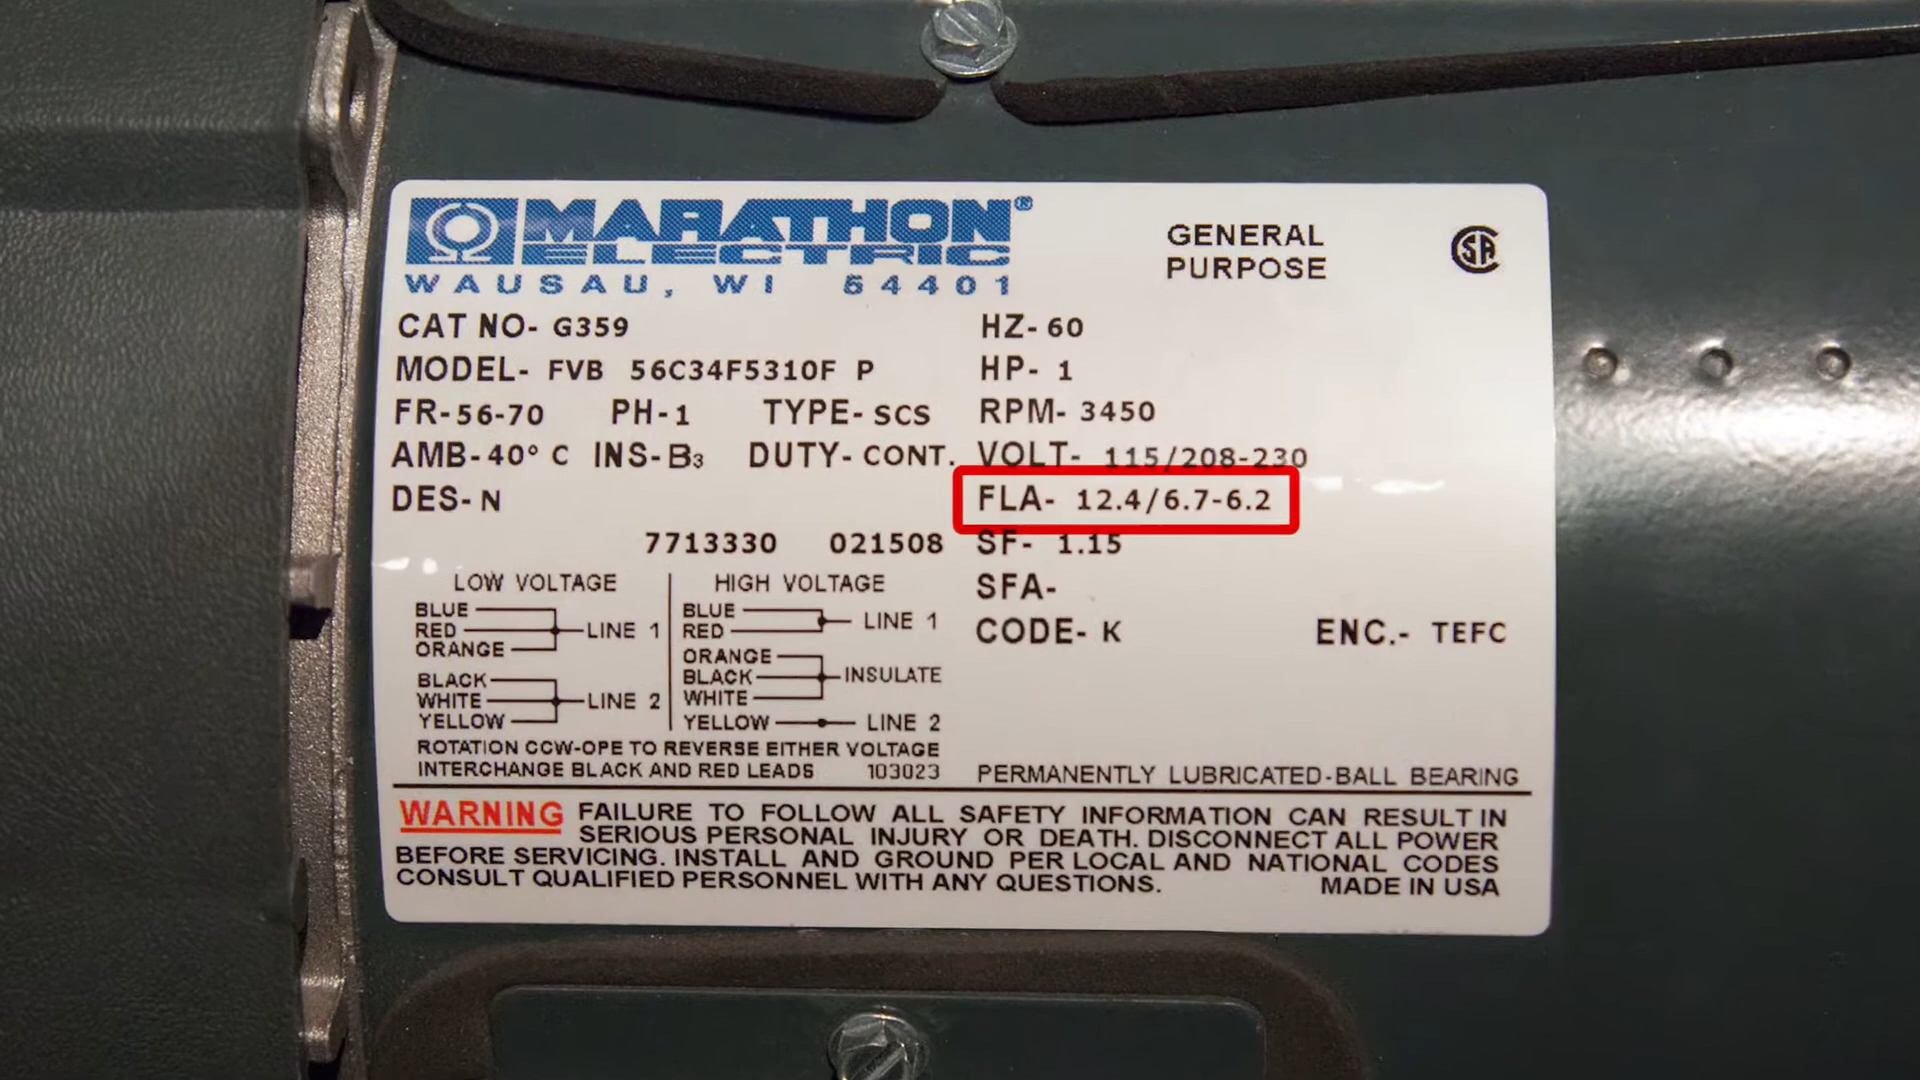 MARATHON®
ELECTRIC
WAUSAU, WI 54401
GENERAL
PURPOSE
SA
CAT NO- G359
HZ- 60
MODEL- FVB 56C34F5310F P
HP- 1
FR- 56-70 PH- 1 TYPE- SCS
RPM- 3450
AMB- 40° C INS- B3 DUTY- CONT.
VOLT- 115/208-230
DES- N
FLA- 12.4/6.7-6.2
7713330 021508
SF- 1.15
SFA-
CODE- K
ENC.- TEFC
LOW VOLTAGE
BLUE
RED
ORANGE
LINE 1
BLACK
WHITE
YELLOW
LINE 2
HIGH VOLTAGE
BLUE
RED
LINE 1
ORANGE
BLACK
WHITE
INSULATE
YELLOW
LINE 2
ROTATION CCW-OPE TO REVERSE EITHER VOLTAGE
INTERCHANGE BLACK AND RED LEADS 103023
PERMANENTLY LUBRICATED-BALL BEARING
WARNING FAILURE TO FOLLOW ALL SAFETY INFORMATION CAN RESULT IN
SERIOUS PERSONAL INJURY OR DEATH. DISCONNECT ALL POWER
BEFORE SERVICING. INSTALL AND GROUND PER LOCAL AND NATIONAL CODES
CONSULT QUALIFIED PERSONNEL WITH ANY QUESTIONS. MADE IN USA